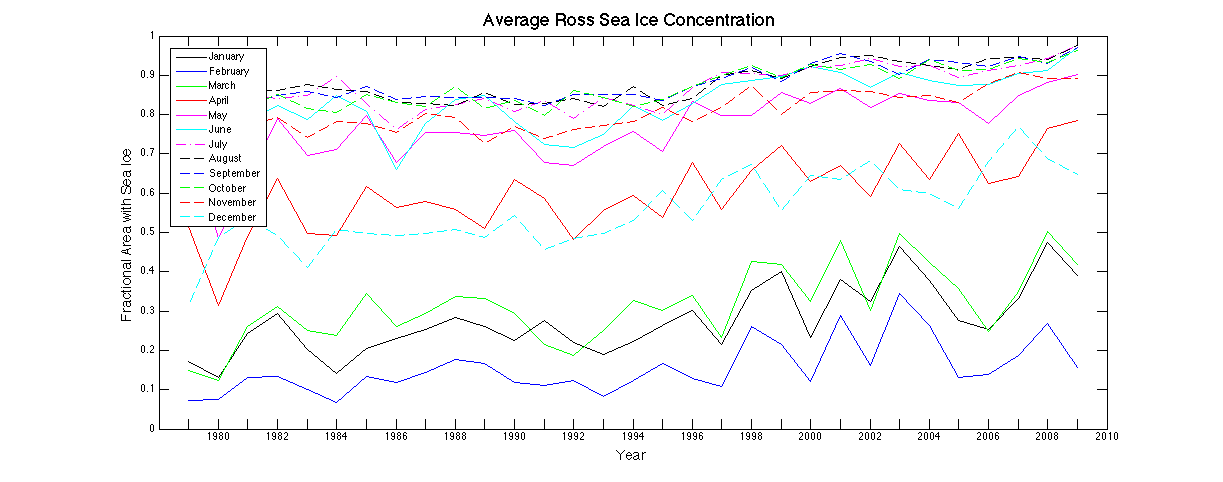 Average Ross Sea Ice Concentration
1
0.9
0.8
0.7
0.6
0.5
0.4
0.3
0.2
0.1
0
Fractional Area with Sea Ice
January
February
March
April
May
June
July
August
September
October
November
December
1980 1982 1984 1986 1988 1990 1992 1994 1996 1998 2000 2002 2004 2006 2008 2010
Year